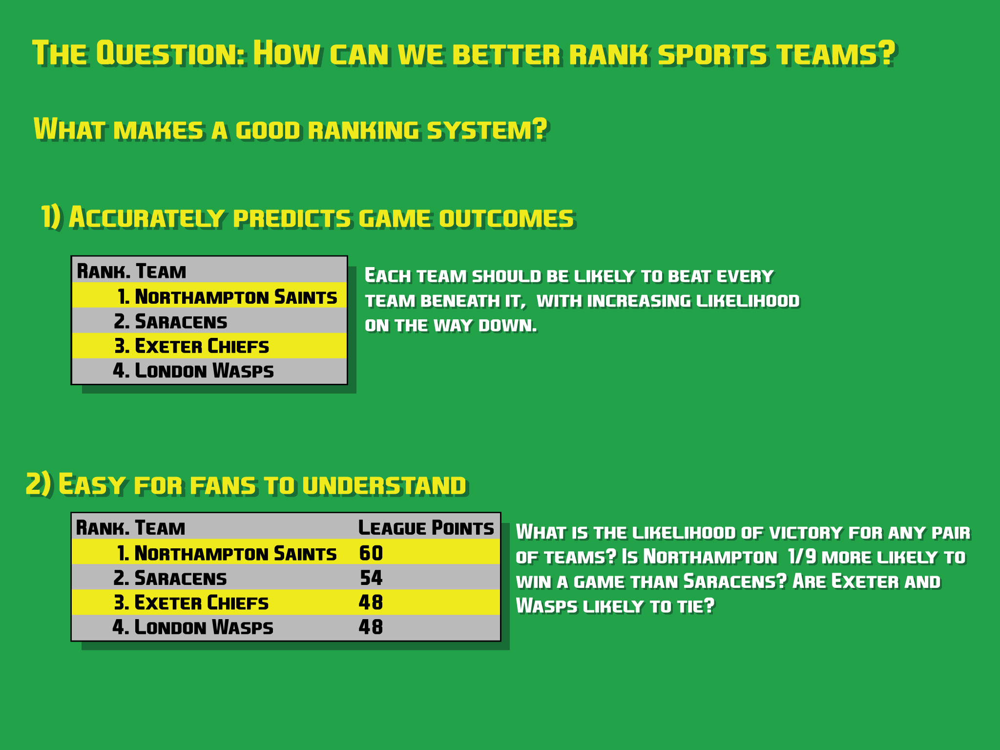 The Question: How can we better rank sports teams?
What makes a good ranking system?
1) Accurately predicts game outcomes
Rank. Team
1. Northampton Saints
2. Saracens
3. Exeter Chiefs
4. London Wasps
Each team should be likely to beat every
team beneath it, with increasing likelihood
on the way down.
2) Easy for fans to understand
Rank. Team League Points
1. Northampton Saints 60
2. Saracens 54
3. Exeter Chiefs 48
4. London Wasps 48
What is the likelihood of victory for any pair
of teams? Is Northampton 1/9 more likely to
win a game than Saracens? Are Exeter and
Wasps likely to tie?